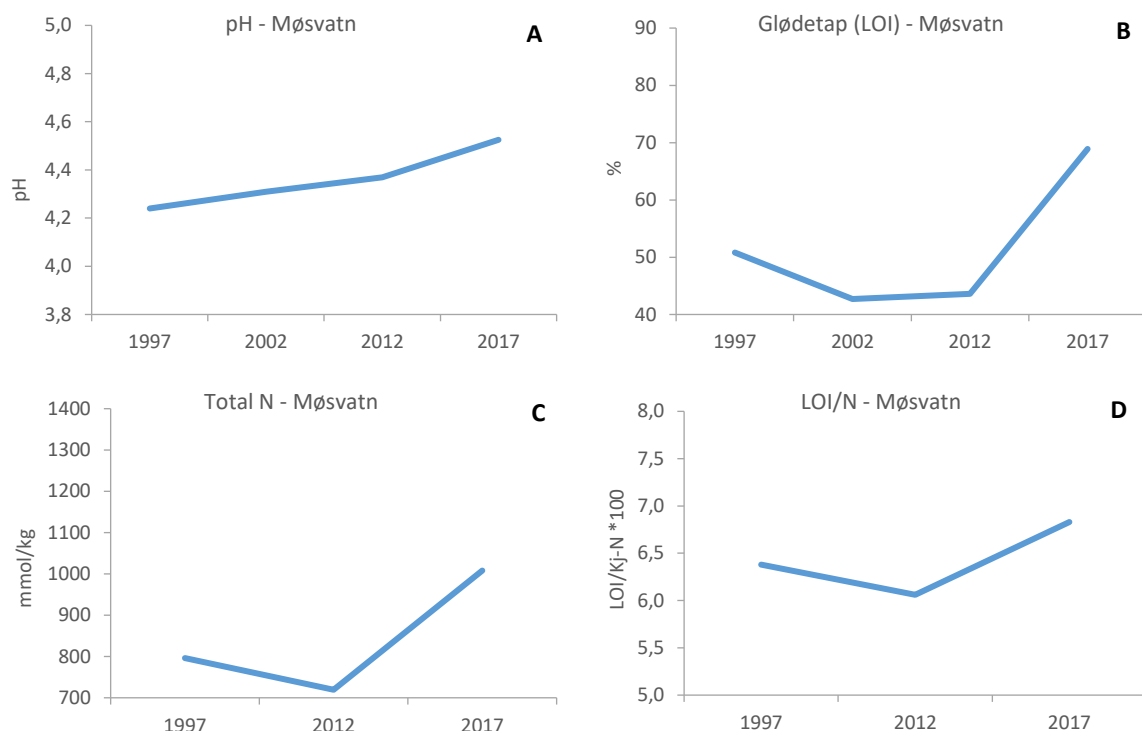 pH - Møsvatn
A
5,0
4,8
4,6
4,4
4,2
4,0
3,8
pH
1997 2002 2012 2017
Glødetap (LOI) - Møsvatn
B
90
80
70
60
50
40
%
1997 2002 2012 2017
Total N - Møsvatn
C
1400
1300
1200
1100
1000
900
800
700
mmol/kg
1997 2012 2017
LOI/N - Møsvatn
D
8,0
7,5
7,0
6,5
6,0
5,5
5,0
LOI/Kj-N *100
1997 2012 2017